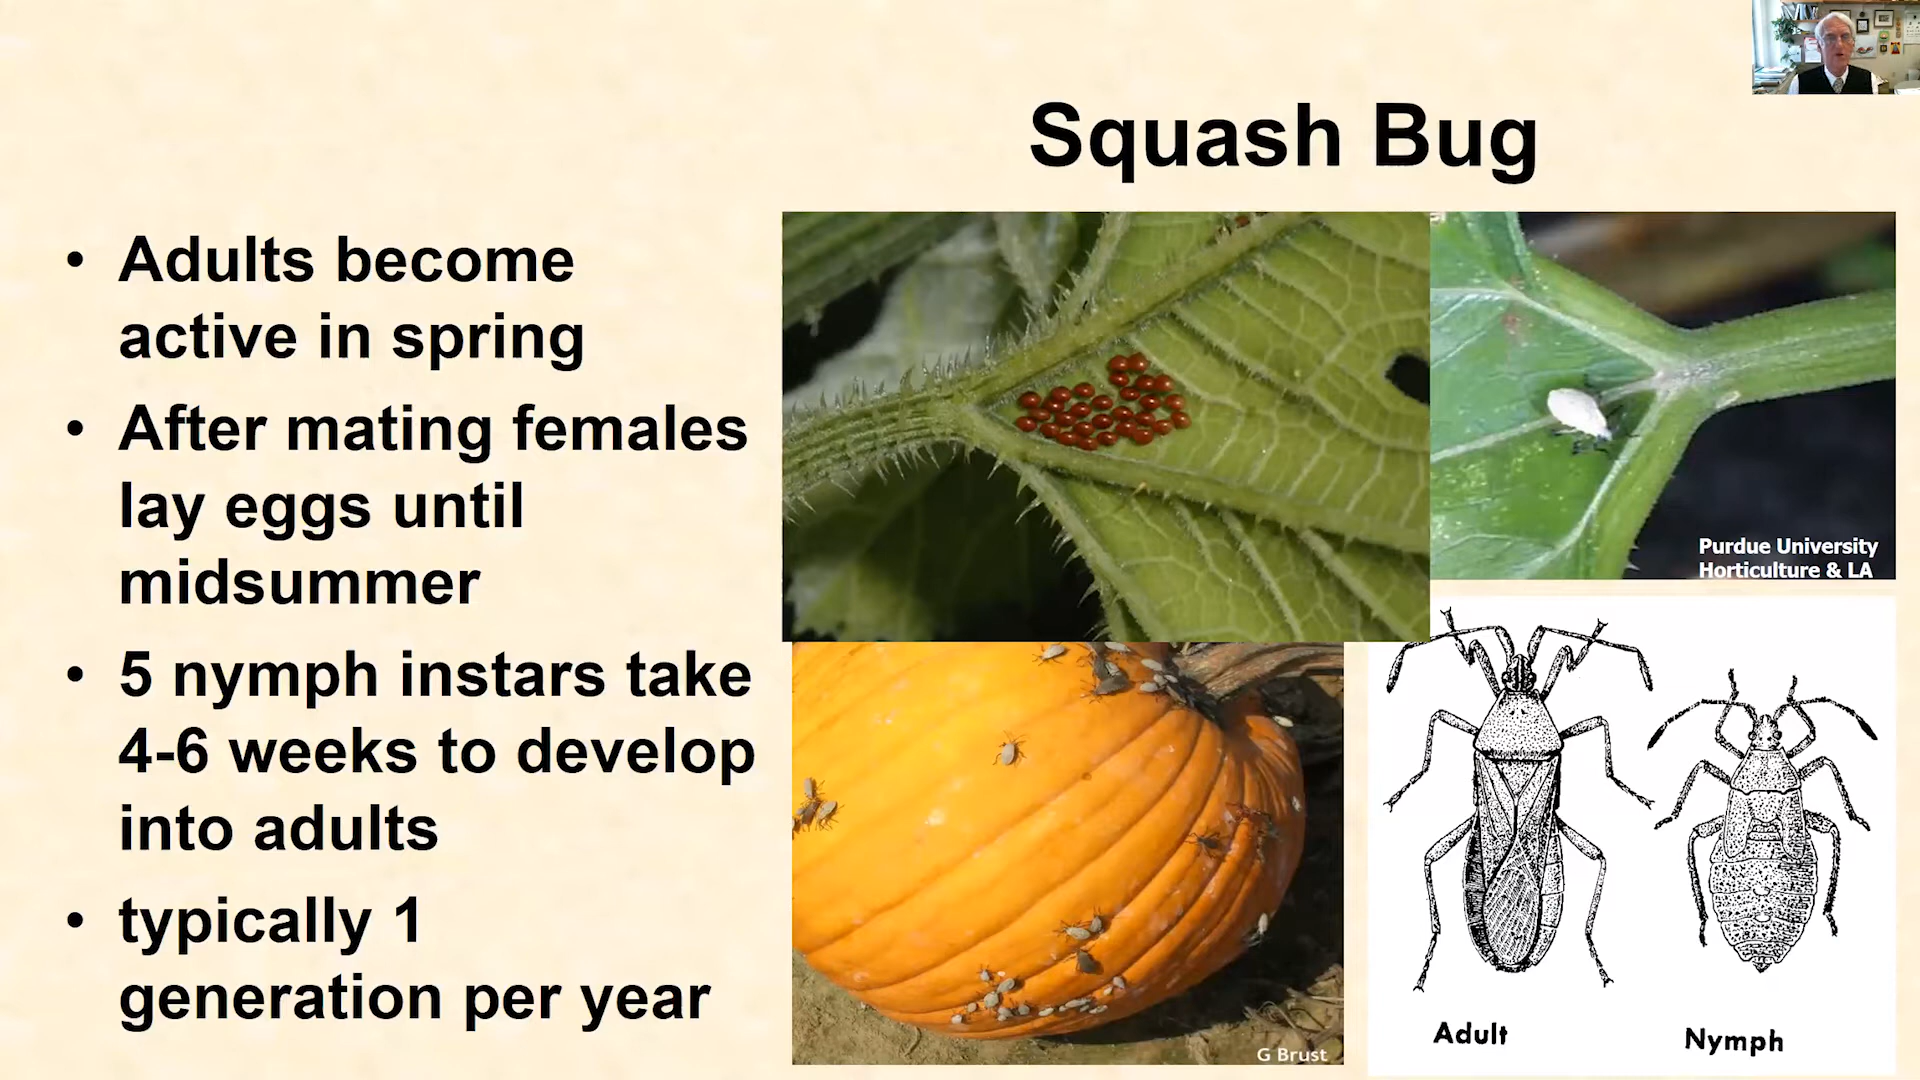 Squash Bug
• Adults become
active in spring
• After mating females
lay eggs until
midsummer
• 5 nymph instars take
4-6 weeks to develop
into adults
• typically 1
generation per year
Purdue University
Horticulture & LA
G Brust
Adult
Nymph